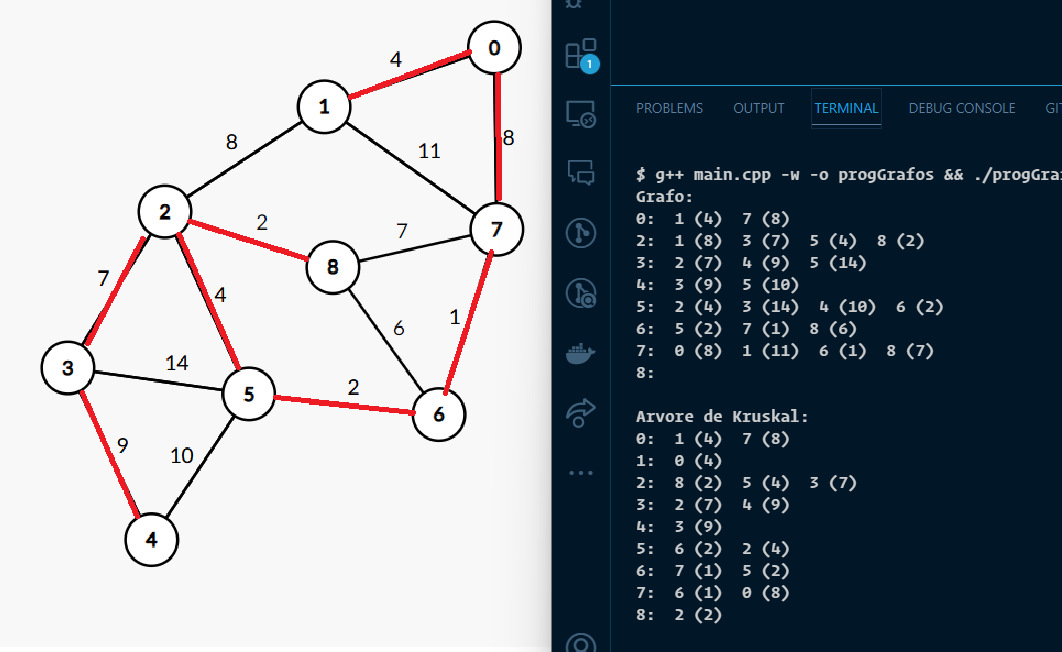 0
4
1
8
8
11
2
2
7
7
8
7
4
1
6
3
14
5
2
6
9
10
4
1
PROBLEMS OUTPUT TERMINAL DEBUG CONSOLE
$ g++ main.cpp -w -o progGrafos && ./progGra
Grafo:
0: 1 (4) 7 (8)
2: 1 (8) 3 (7) 5 (4) 8 (2)
3: 2 (7) 4 (9) 5 (14)
4: 3 (9) 5 (10)
5: 2 (4) 3 (14) 4 (10) 6 (2)
6: 5 (2) 7 (1) 8 (6)
7: 0 (8) 1 (11) 6 (1) 8 (7)
8:
Arvore de Kruskal:
0: 1 (4) 7 (8)
1: 0 (4)
2: 8 (2) 5 (4) 3 (7)
3: 2 (7) 4 (9)
4: 3 (9)
5: 6 (2) 2 (4)
6: 7 (1) 5 (2)
7: 6 (1) 0 (8)
8: 2 (2)